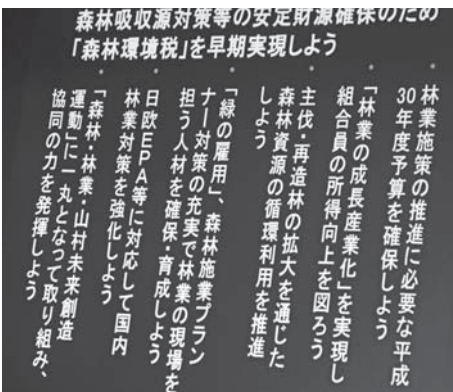 森林吸収源対策等の安定財源確保のため
「森林環境税」を早期実現しよう
・林業施策の推進に必要な平成
30年度予算を確保しよう
・「林業の成長産業化」を実現し
組合員の所得向上を図ろう
・主伐・再造林の拡大を通じた
森林資源の循環利用を推進
しよう
・「緑の雇用」、森林施業プラン
ナー対策の充実で林業の現場を
担う人材を確保・育成しよう
・日欧EPA等に対応して国内
林業対策を強化しよう
・「森林・林業・山村未来創造
運動」に一丸となって取り組み、
協同の力を発揮しよう